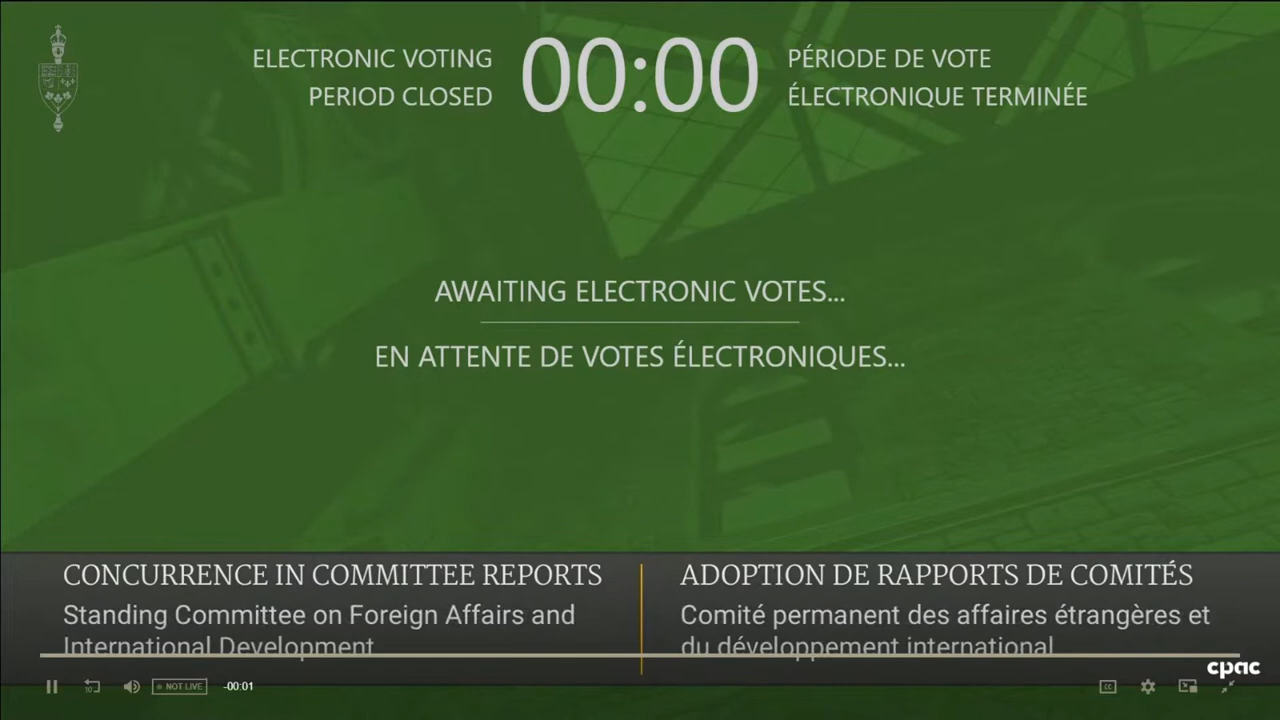 ELECTRONIC VOTING
PERIOD CLOSED
00:00
PÉRIODE DE VOTE
ÉLECTRONIQUE TERMINÉE
AWAITING ELECTRONIC VOTES...
EN ATTENTE DE VOTES ÉLECTRONIQUES...
CONCURRENCE IN COMMITTEE REPORTS
Standing Committee on Foreign Affairs and
International Development
ADOPTION DE RAPPORTS DE COMITÉS
Comité permanent des affaires étrangères et
du développement international
cpac
10
NOT LIVE
-00:01
CC